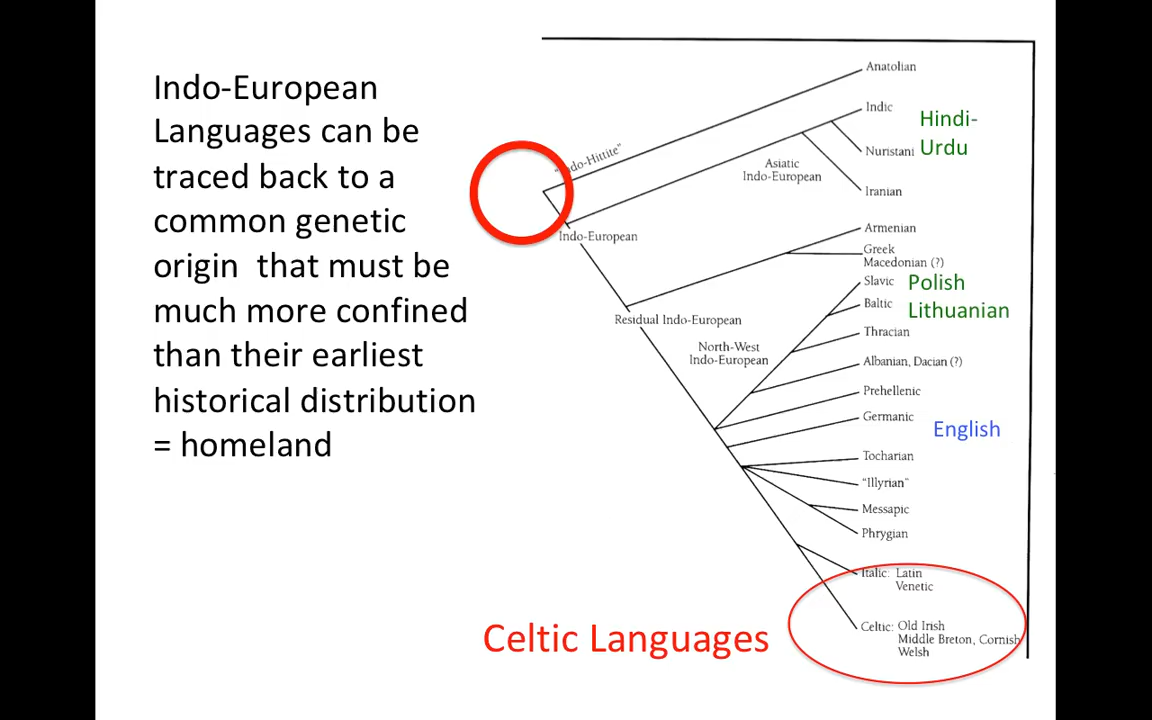 Indo-European
Languages can be
traced back to a
common genetic
origin  that must be
much more confined
than their earliest
historical distribution
= homeland
Anatolian
Indic
Hindi-
Urdu
Nuristani
Asiatic
Indo-European
Iranian
Indo-European
Armenian
Greek
Macedonian (?)
Slavic
Polish
Baltic
Lithuanian
Residual Indo-European
Thracian
North-West
Indo-European
Albanian, Dacian (?)
Prehellenic
Germanic
English
Tocharian
"Illyrian"
Messapic
Phrygian
Italic: Latin
Venetic
Celtic: Old Irish
Middle Breton, Cornish
Welsh
Celtic Languages